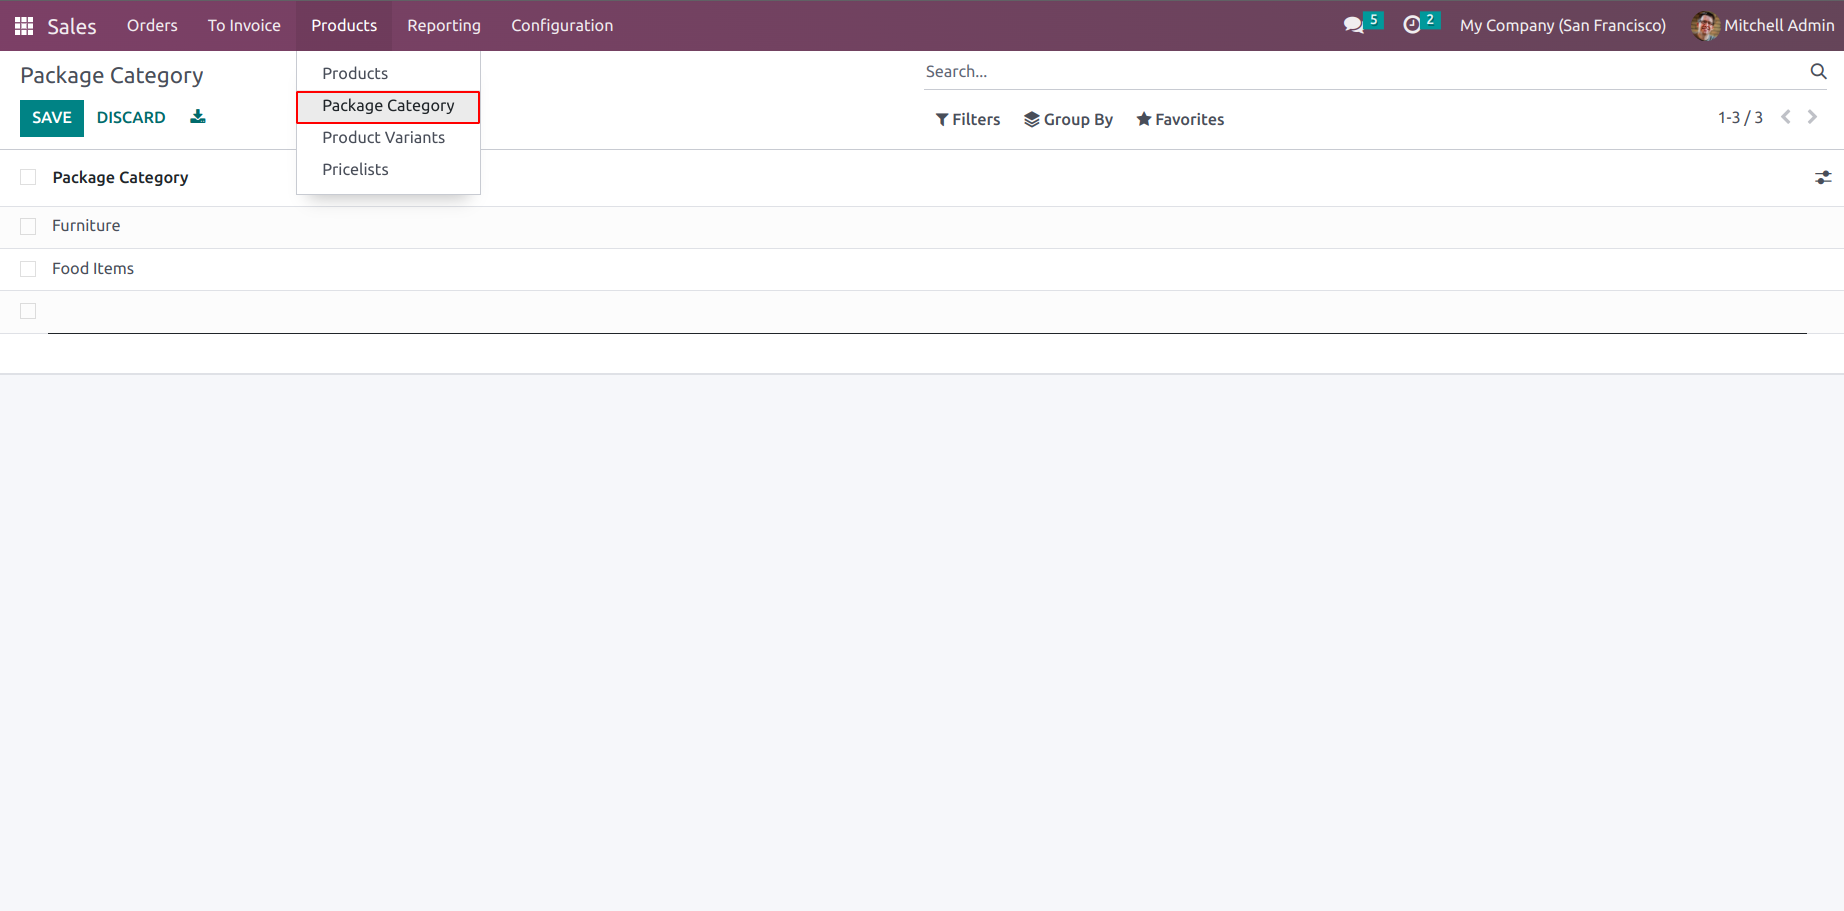 Sales Orders To Invoice Products Reporting Configuration 5 2 My Company (San Francisco) Mitchell Admin
Package Category
SAVE DISCARD
Products
Package Category
Product Variants
Pricelists
Search...
Filters Group By Favorites 1-3 / 3
Package Category
Furniture
Food Items